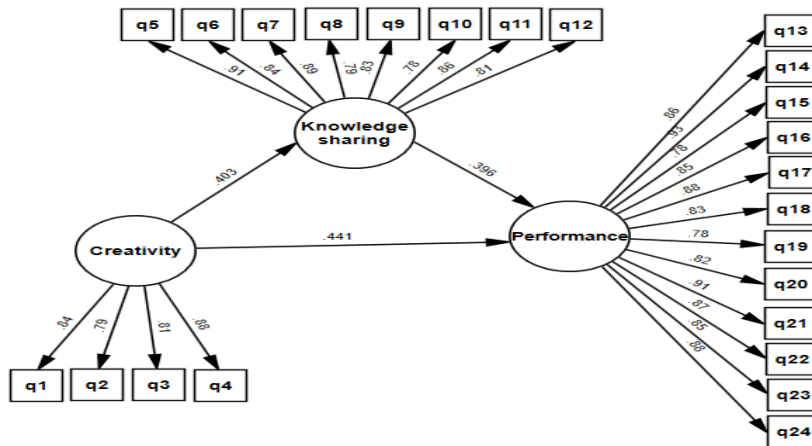 q5 q6 q7 q8 q9 q10 q11 q12
.91 .84 .89 .79 .83 .78 .86 .81
Knowledge
sharing
.403
.396
Creativity
.441
Performance
.84 .79 .81 .88
q1 q2 q3 q4
.86
.93
.78
.85
.88
.83
.78
.82
.91
.87
.85
.88
q13
q14
q15
q16
q17
q18
q19
q20
q21
q22
q23
q24